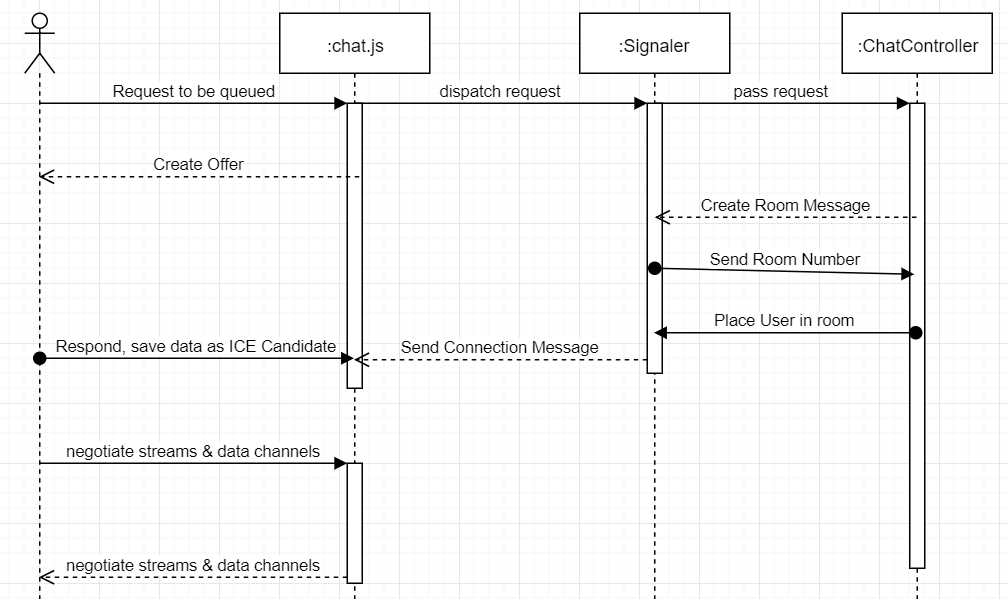 :chat.js
:Signaler
:ChatController
Request to be queued
dispatch request
pass request
Create Offer
Create Room Message
Send Room Number
Place User in room
Respond, save data as ICE Candidate
Send Connection Message
negotiate streams & data channels
negotiate streams & data channels